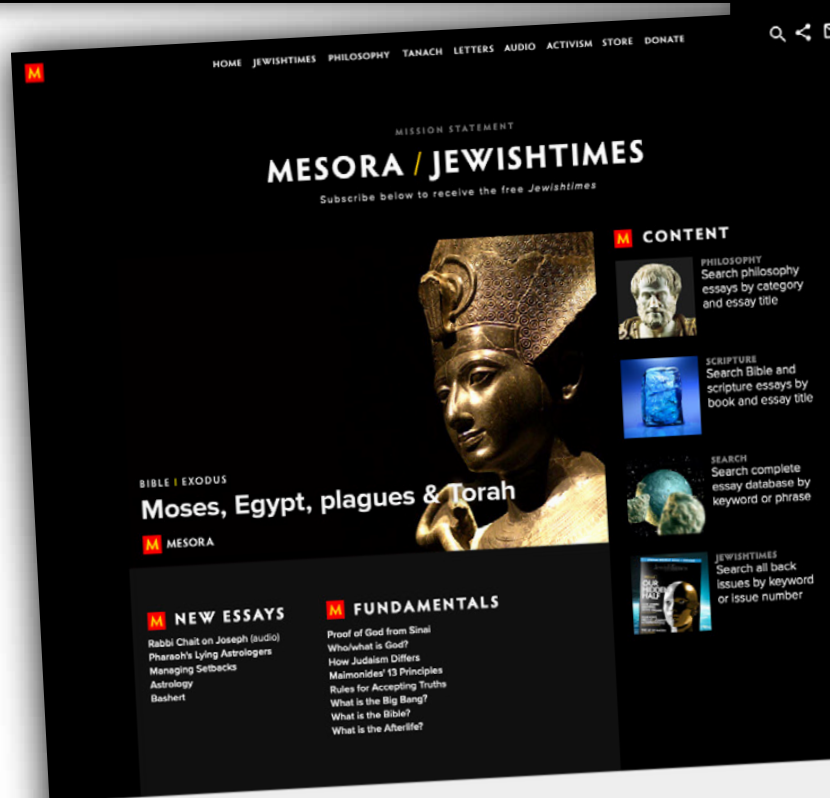 M
HOME JEWISHTIMES PHILOSOPHY TANACH LETTERS AUDIO ACTIVISM STORE DONATE
MISSION STATEMENT
MESORA / JEWISHTIMES
Subscribe below to receive the free Jewishtimes
BIBLE | EXODUS
Moses, Egypt, plagues & Torah
M MESORA
M NEW ESSAYS
Rabbi Chait on Joseph (audio)
Pharaoh's Lying Astrologers
Managing Setbacks
Astrology
Bashert
M FUNDAMENTALS
Proof of God from Sinai
Who/what is God?
How Judaism Differs
Maimonides' 13 Principles
Rules for Accepting Truths
What is the Big Bang?
What is the Bible?
What is the Afterlife?
M CONTENT
PHILOSOPHY
Search philosophy
essays by category
and essay title
SCRIPTURE
Search Bible and
scripture essays by
book and essay title
SEARCH
Search complete
essay database by
keyword or phrase
OUR
HIDDEN
HALF
JEWISHTIMES
Search all back
issues by keyword
or issue number